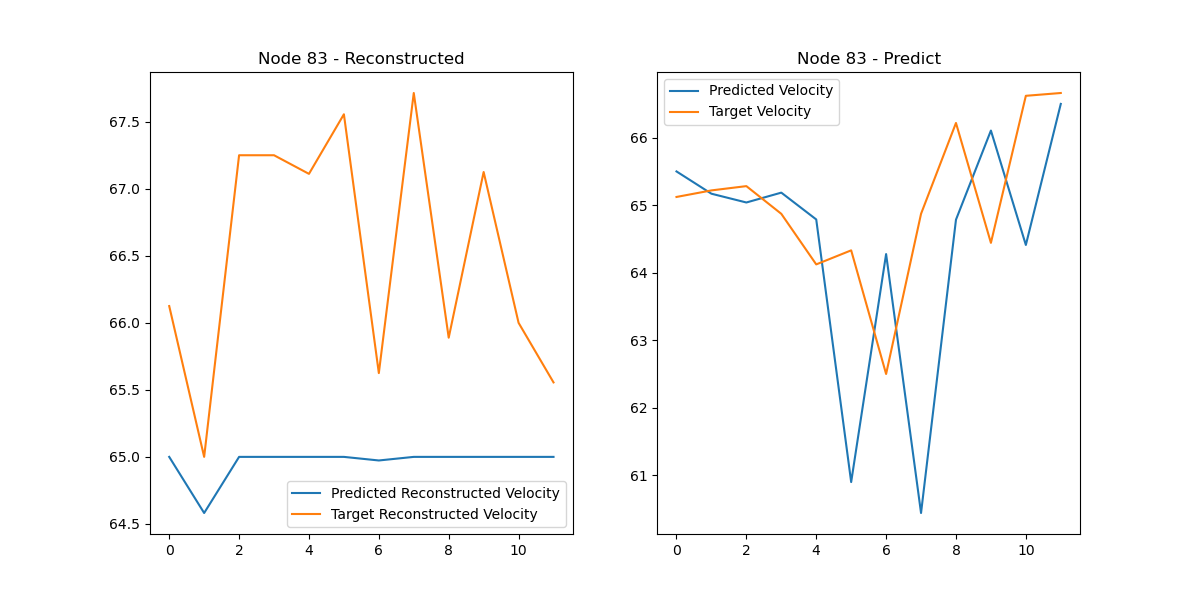 Node 83 - Reconstructed
67.5
67.0
66.5
66.0
65.5
65.0
64.5
0 2 4 6 8 10
Predicted Reconstructed Velocity
Target Reconstructed Velocity
Node 83 - Predict
Predicted Velocity
Target Velocity
66
65
64
63
62
61
0 2 4 6 8 10